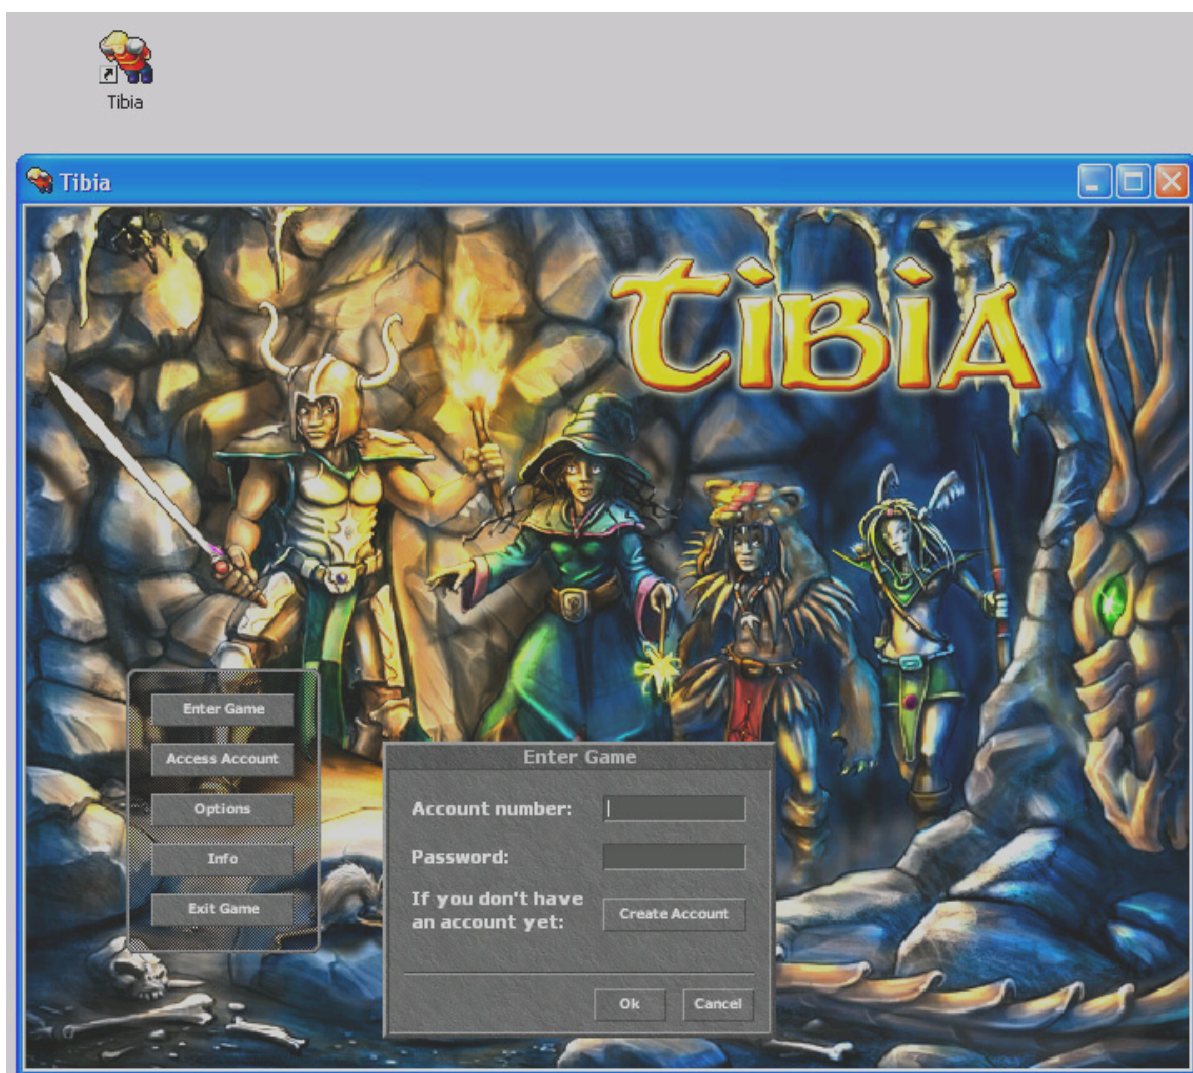 Tibia
Tibia
TiBiA
Enter Game
Access Account
Options
Info
Exit Game
Enter Game
Account number:
Password:
If you don't have
an account yet:
Create Account
Ok
Cancel